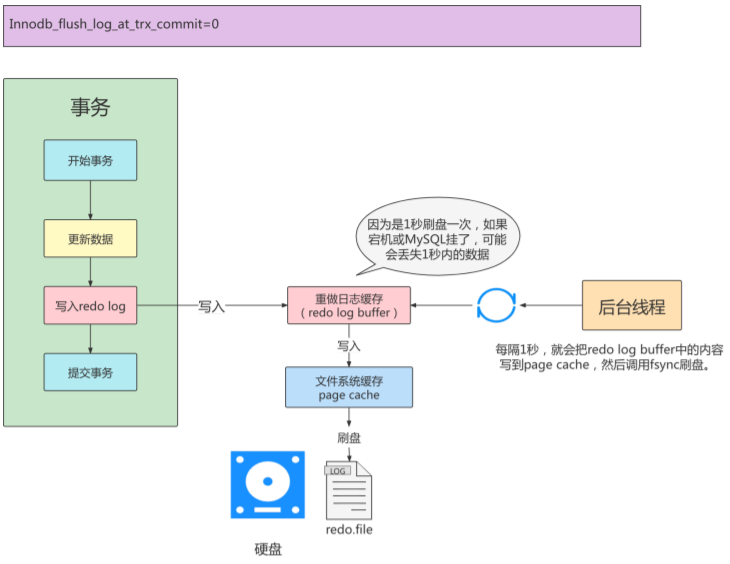 Innodb_flush_log_at_trx_commit=0
事务
开始事务
更新数据
写入redo log
提交事务
写入
因为是1秒刷盘一次，如果
宕机或MySQL挂了，可能
会丢失1秒内的数据
重做日志缓存
（redo log buffer）
写入
文件系统缓存
page cache
刷盘
LOG
redo.file
硬盘
后台线程
每隔1秒，就会把redo log buffer中的内容
写到page cache，然后调用fsync刷盘。